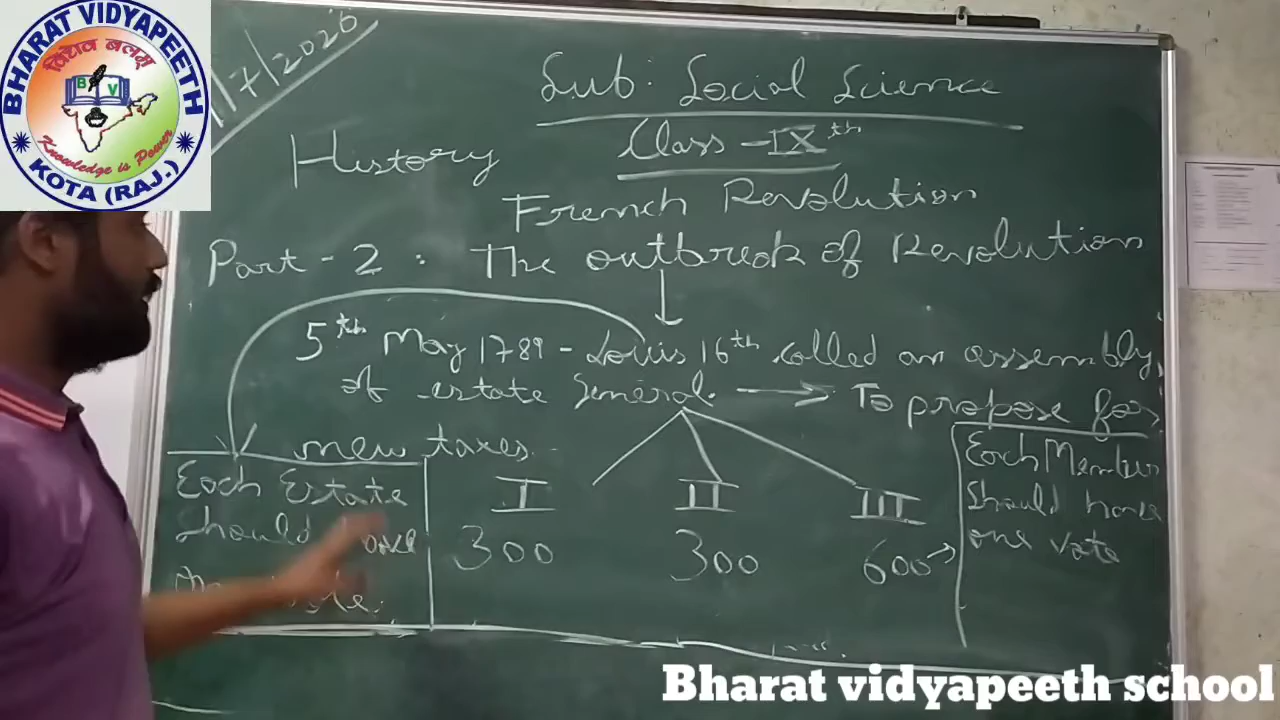 BHARAT VIDYAPEETH
विद्यैव बलम्
B V
Knowledge is Power
KOTA (RAJ.)
/7/2020
Sub: Social Science
Class - IXth
History
French Revolution
Part - 2 : The outbreak of Revolution
5th May 1789 - Louis 16th called an assembly
of estate General. → To propose for
new taxes.
Each Estate
should have
I II III
300 300 600 →
Each Member
should have
one vote
Bharat vidyapeeth school